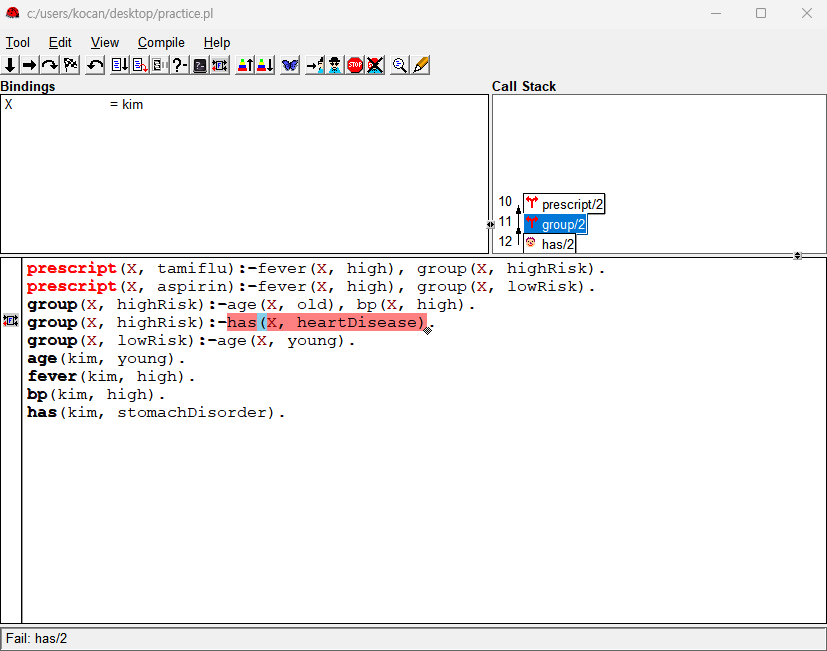 c:/users/kocan/desktop/practice.pl
Tool Edit View Compile Help
Bindings
X = kim
Call Stack
10 prescript/2
11 group/2
12 has/2
prescript(X, tamiflu):-fever(X, high), group(X, highRisk).
prescript(X, aspirin):-fever(X, high), group(X, lowRisk).
group(X, highRisk):-age(X, old), bp(X, high).
group(X, highRisk):-has(X, heartDisease).
group(X, lowRisk):-age(X, young).
age(kim, young).
fever(kim, high).
bp(kim, high).
has(kim, stomachDisorder).
Fail: has/2